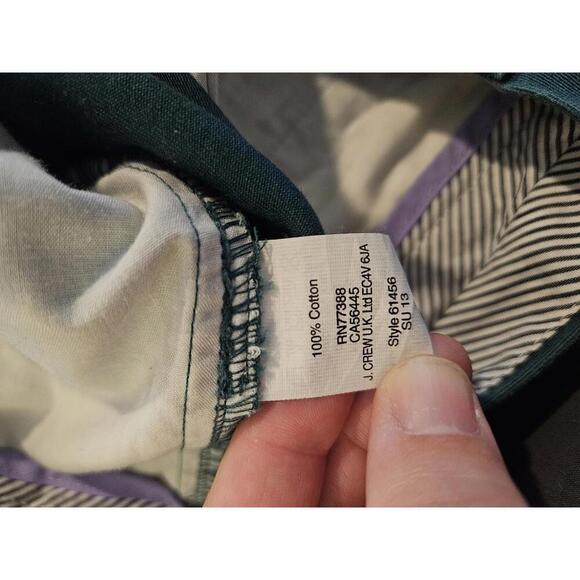 100% Cotton
RN77388
CA56445
J. CREW U.K. Ltd EC4V 6JA
Style 61456
SU 13